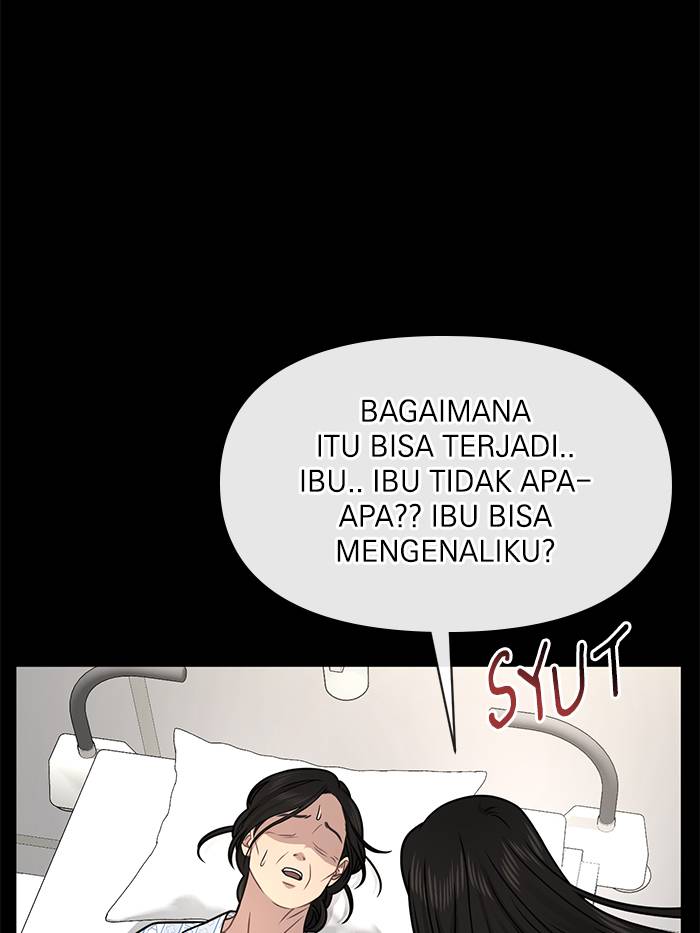 BAGAIMANA
ITU BISA TERJADI..
IBU.. IBU TIDAK APA-
APA?? IBU BISA
MENGENALIKU?
SYUT